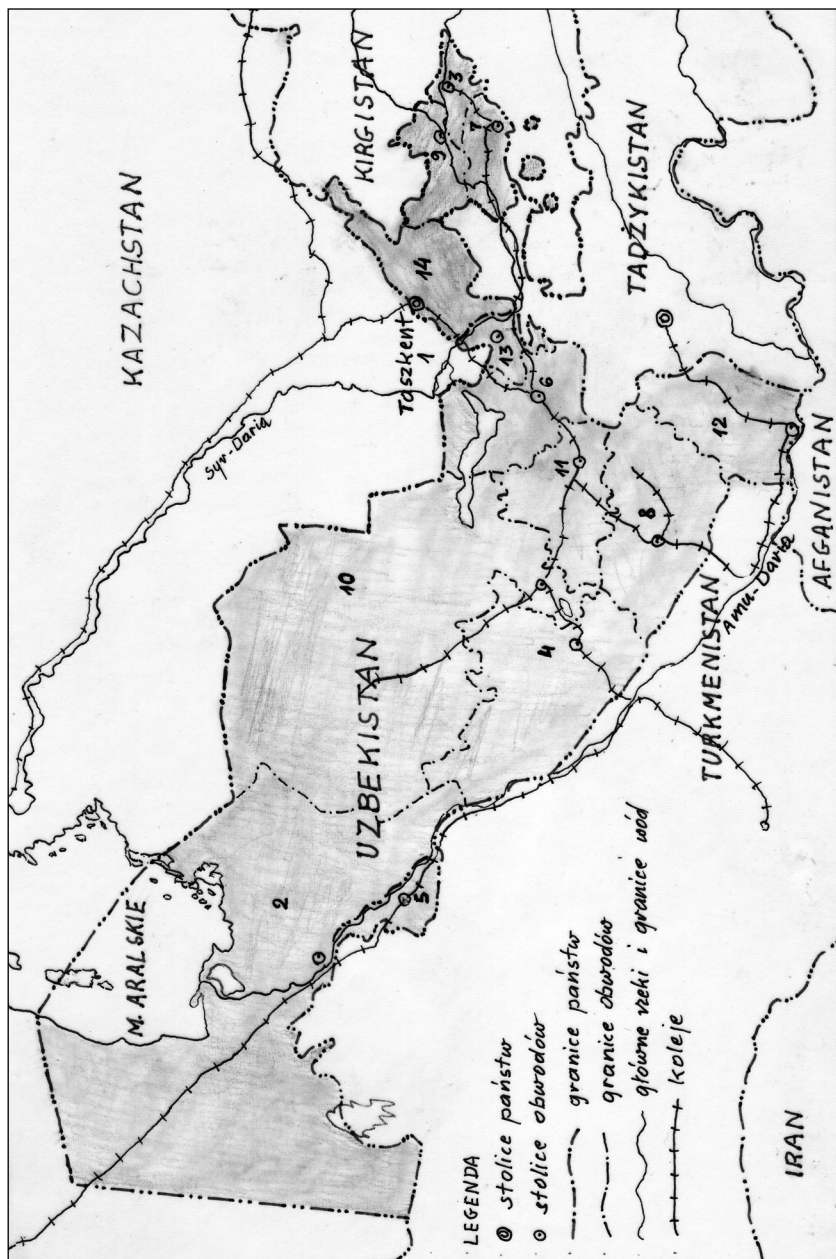 KAZACHSTAN
KIRGISTAN
TADŻYKISTAN
AFGANISTAN
TURKMENISTAN
UZBEKISTAN
IRAN
M. ARALSKIE
Syr-Daria
Amu-Daria
Taszkent
1
2
3
4
5
6
7
8
9
10
11
12
13
14
LEGENDA
stolice państw
stolice obwodów
granice państw
granice obwodów
główne rzeki i granice wód
koleje